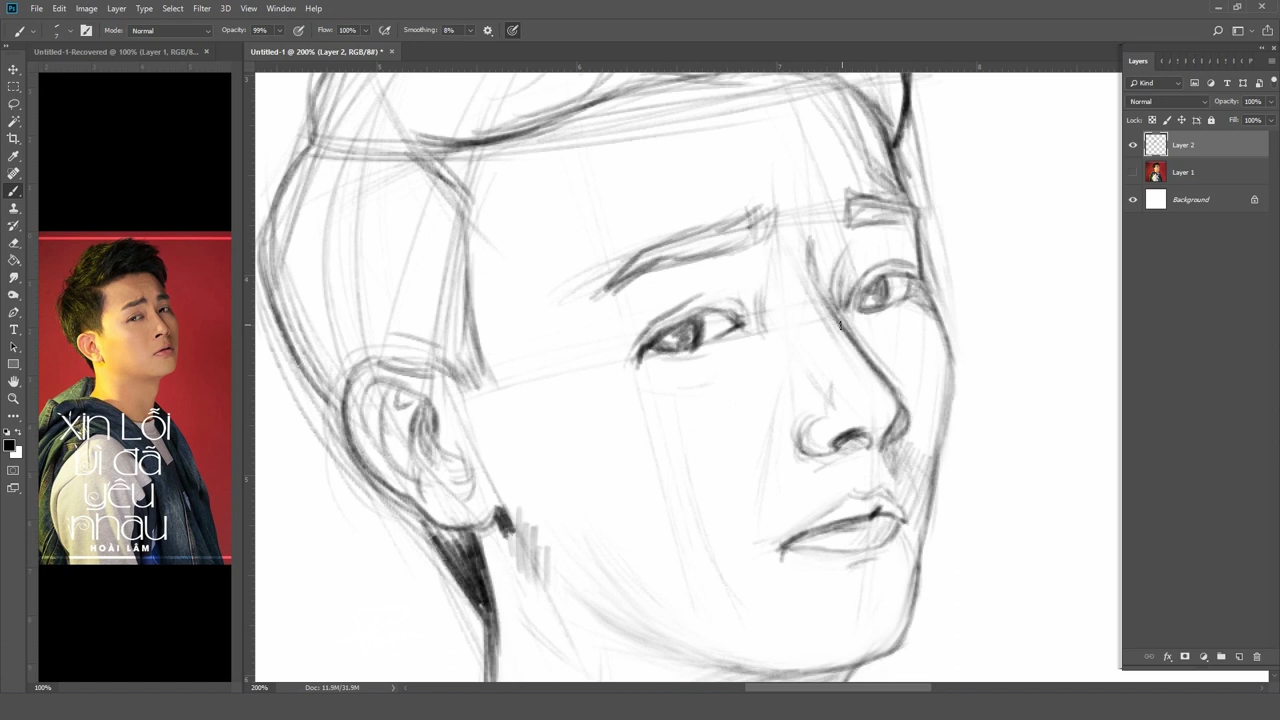 File Edit Image Layer Type Select Filter 3D View Window Help
7 Mode: Normal Opacity: 99% Flow: 100% Smoothing: 8%
Untitled-1-Recovered @ 100% (Layer 1, RGB/8... × Untitled-1 @ 200% (Layer 2, RGB/8#) * ×
Layers
Kind
Normal Opacity: 100%
Lock: Fill: 100%
Layer 2
Layer 1
Background
xin lỗi
vì đã
yêu
nhau
HOÀI LÂM
100% 200% Doc: 11.9M/31.9M